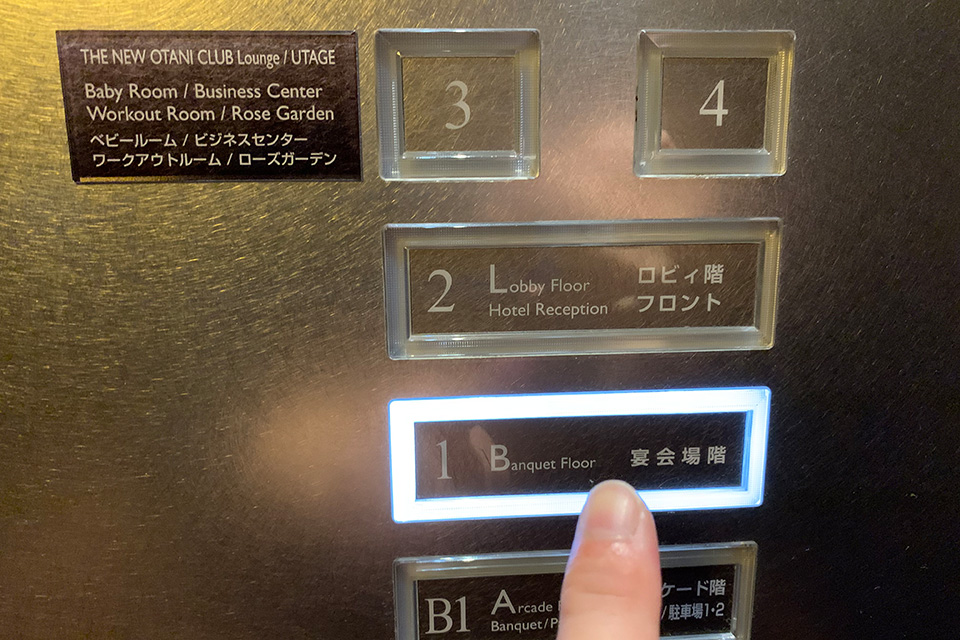 THE NEW OTANI CLUB Lounge / UTAGE
Baby Room / Business Center
Workout Room / Rose Garden
ベビールーム / ビジネスセンター
ワークアウトルーム / ローズガーデン
3
4
2 Lobby Floor ロビィ階
Hotel Reception フロント
1 Banquet Floor 宴会場階
B1 Arcade ケード階
Banquet/P /駐車場1・2